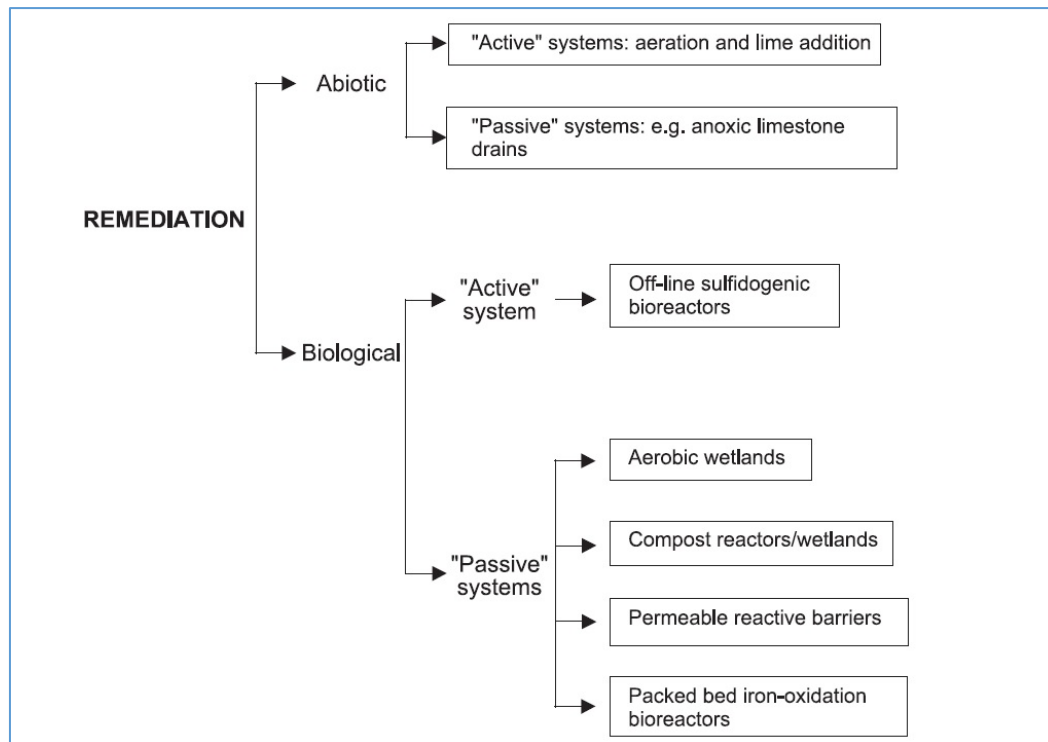 "Active" systems: aeration and lime addition
Abiotic
"Passive" systems: e.g. anoxic limestone
drains
REMEDIATION
"Active"
system
Off-line sulfidogenic
bioreactors
Biological
Aerobic wetlands
Compost reactors/wetlands
"Passive"
systems
Permeable reactive barriers
Packed bed iron-oxidation
bioreactors